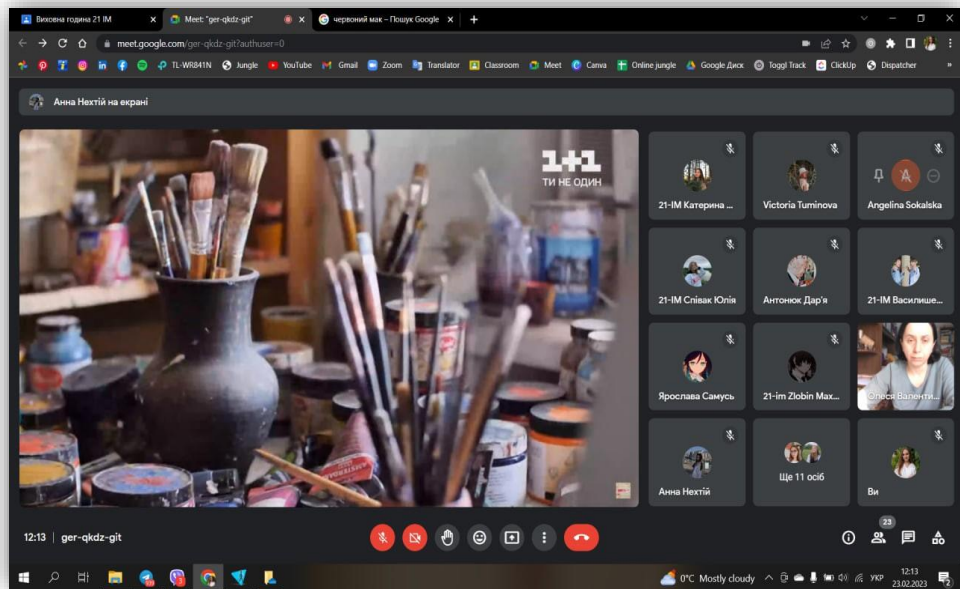 Виховна година 21 ІМ
Meet: "ger-qkdz-git"
червоний мак – Пошук Google
meet.google.com/ger-qkdz-git?authuser=0
TL-WR841N Jungle YouTube Gmail Zoom Translator Classroom Meet Canva Online jungle Google Диск Toggl Track ClickUp Dispatcher »
Анна Нехтій на екрані
1+1
ТИ НЕ ОДИН
21-ІМ Катерина ...
Victoria Tuminova
Angelina Sokalska
21-ІМ Співак Юлія
Антонюк Дар'я
21-ІМ Василише...
Ярослава Самусь
21-im Zlobin Max...
Олеся Валенти...
Анна Нехтій
Ще 11 осіб
Ви
12:13 | ger-qkdz-git
23
0°C Mostly cloudy
УКР
12:13
23.02.2023
2